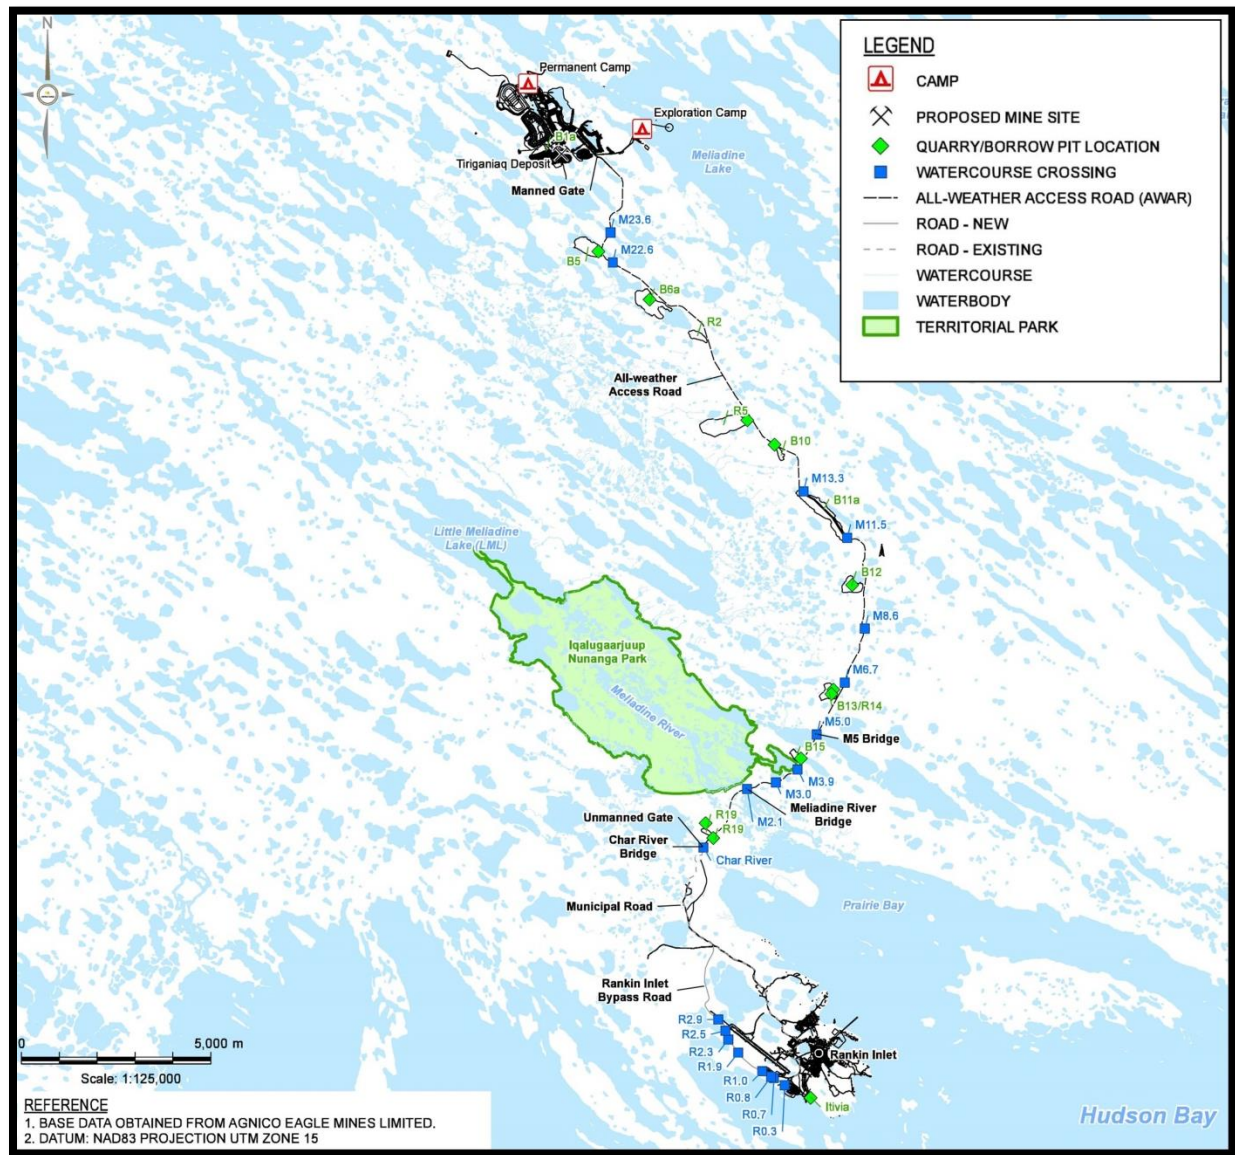 N
Permanent Camp
Exploration Camp
B1a
Tiriganiaq Deposit
Manned Gate
Meliadine
Lake
M23.6
M22.6
B5
B6a
R2
All-weather
Access Road
R5
B10
M13.3
B11a
M11.5
Little Meliadine
Lake (LML)
B12
M8.6
Iqalugaarjuup
Nunanga Park
Meliadine River
M6.7
B13/R14
M5.0
M5 Bridge
B15
M3.9
M3.0
M2.1
Meliadine River
Bridge
R19
R19
Unmanned Gate
Char River
Bridge
Char River
Municipal Road
Prairie Bay
Rankin Inlet
Bypass Road
R2.9
R2.5
R2.3
R1.9
R1.0
R0.8
R0.7
R0.3
Rankin Inlet
Itivia
Hudson Bay
LEGEND
CAMP
PROPOSED MINE SITE
QUARRY/BORROW PIT LOCATION
WATERCOURSE CROSSING
ALL-WEATHER ACCESS ROAD (AWAR)
ROAD - NEW
ROAD - EXISTING
WATERCOURSE
WATERBODY
TERRITORIAL PARK
0 5,000 m
Scale: 1:125,000
REFERENCE
1. BASE DATA OBTAINED FROM AGNICO EAGLE MINES LIMITED.
2. DATUM: NAD83 PROJECTION UTM ZONE 15